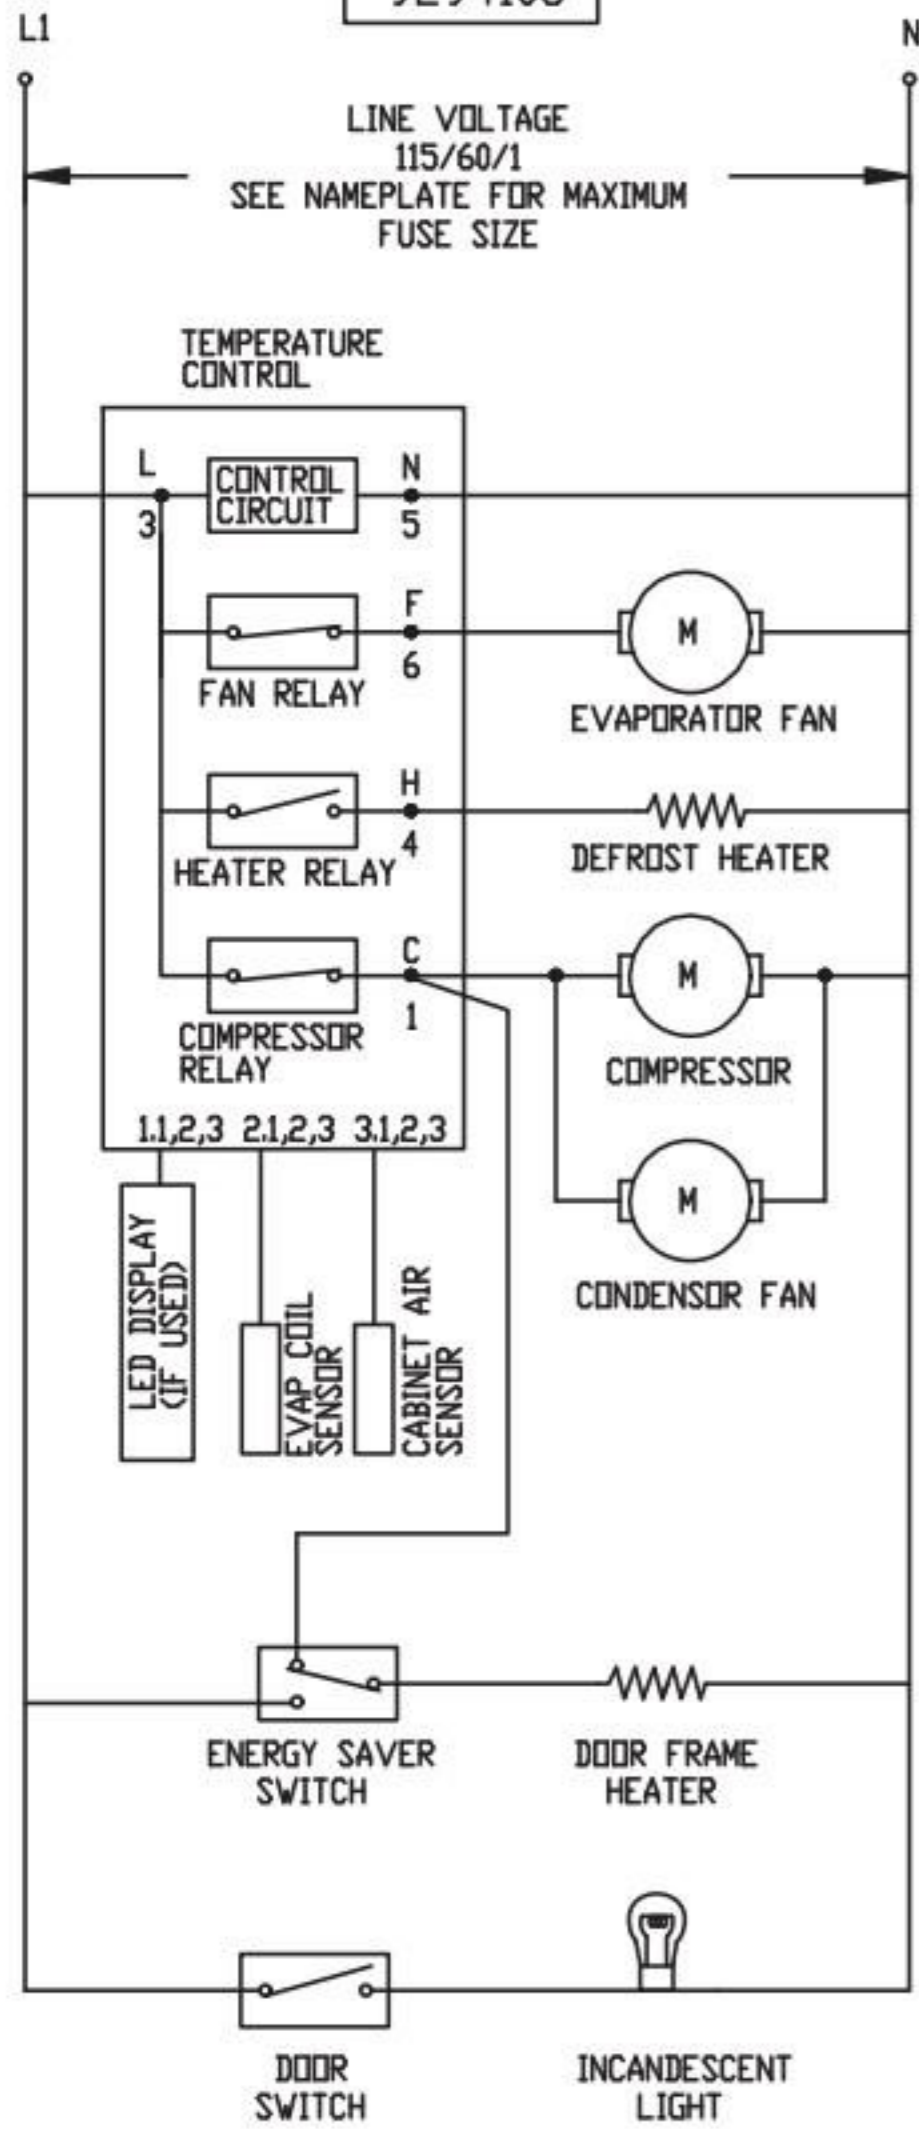 L1
N
LINE VOLTAGE
115/60/1
SEE NAMEPLATE FOR MAXIMUM
FUSE SIZE
TEMPERATURE
CONTROL
L
3
CONTROL
CIRCUIT
N
5
F
6
FAN RELAY
M
EVAPORATOR FAN
H
4
HEATER RELAY
DEFROST HEATER
C
1
COMPRESSOR
RELAY
M
COMPRESSOR
1.1,2,3 2.1,2,3 3.1,2,3
M
CONDENSOR FAN
LED DISPLAY
(IF USED)
EVAP COIL
SENSOR
CABINET AIR
SENSOR
ENERGY SAVER
SWITCH
DOOR FRAME
HEATER
DOOR
SWITCH
INCANDESCENT
LIGHT